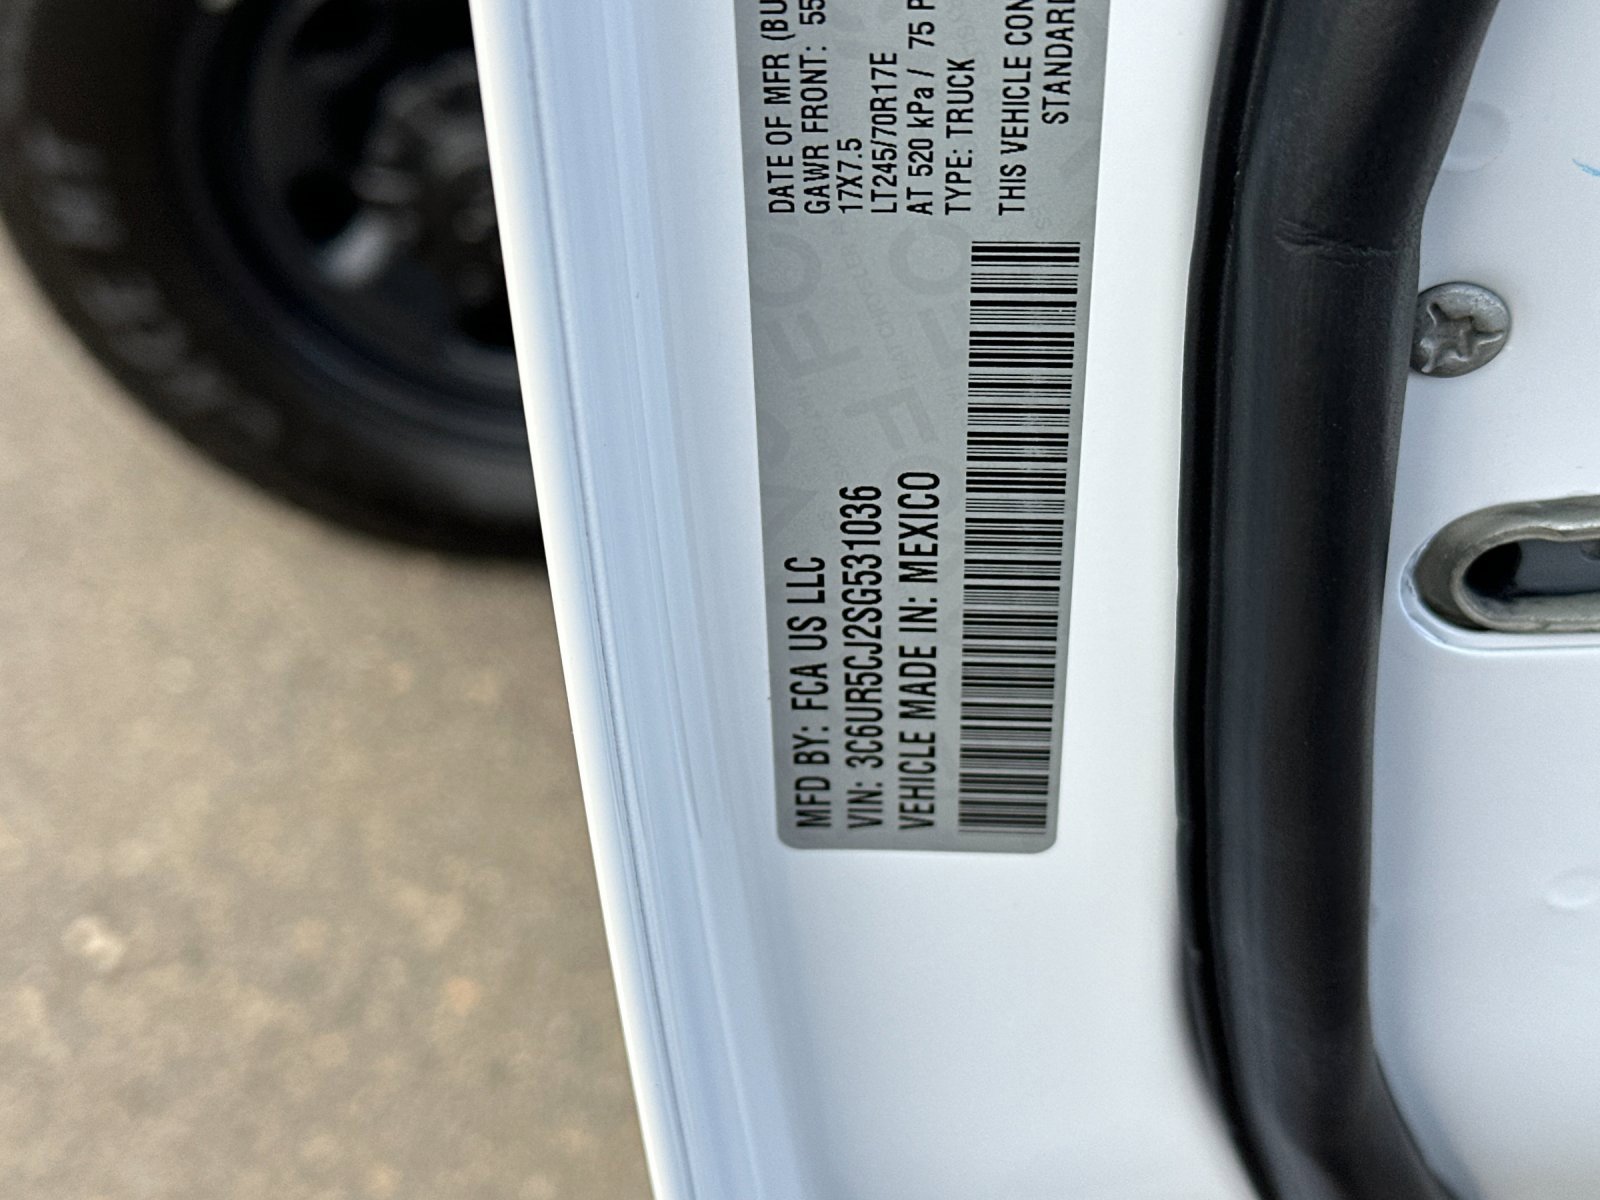 MFD BY: FCA US LLC
VIN: 3C6UR5CJ2SG531036
VEHICLE MADE IN: MEXICO
DATE OF MFR (BU
GAWR FRONT: 55
17X7.5
LT245/70R17E
AT 520 kPa / 75 P
TYPE: TRUCK
THIS VEHICLE CON
STANDARD